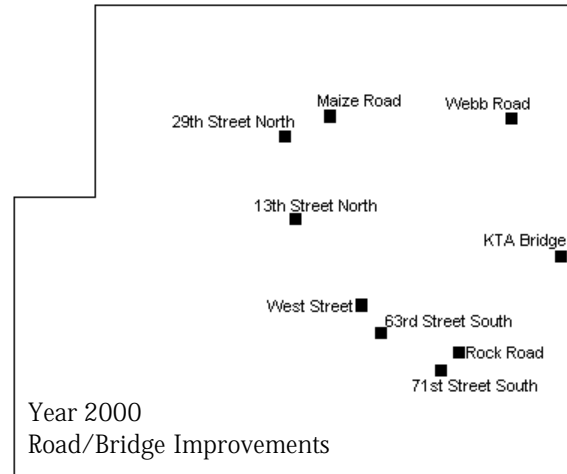 Maize Road
Webb Road
29th Street North
13th Street North
KTA Bridge
West Street
63rd Street South
Rock Road
71st Street South
Year 2000
Road/Bridge Improvements